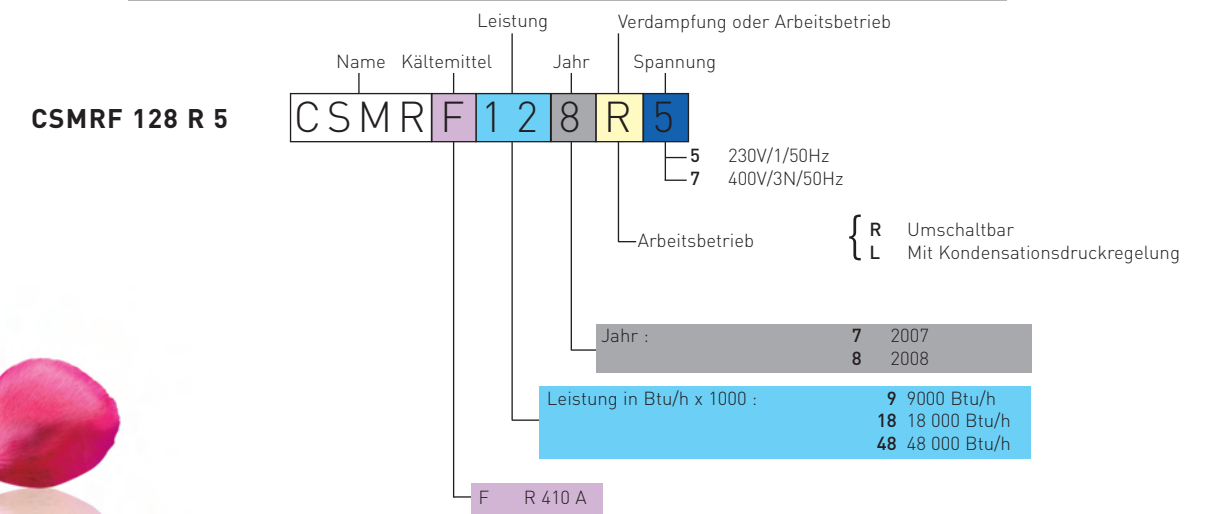 Leistung Verdampfung oder Arbeitsbetrieb
Name Kältemittel Jahr Spannung
CSMRF 128 R 5 CSMRF128R5
5 230V/1/50Hz
7 400V/3N/50Hz
Arbeitsbetrieb { R Umschaltbar
L Mit Kondensationsdruckregelung
Jahr : 7 2007
8 2008
Leistung in Btu/h x 1000 : 9 9000 Btu/h
18 18 000 Btu/h
48 48 000 Btu/h
F R 410 A